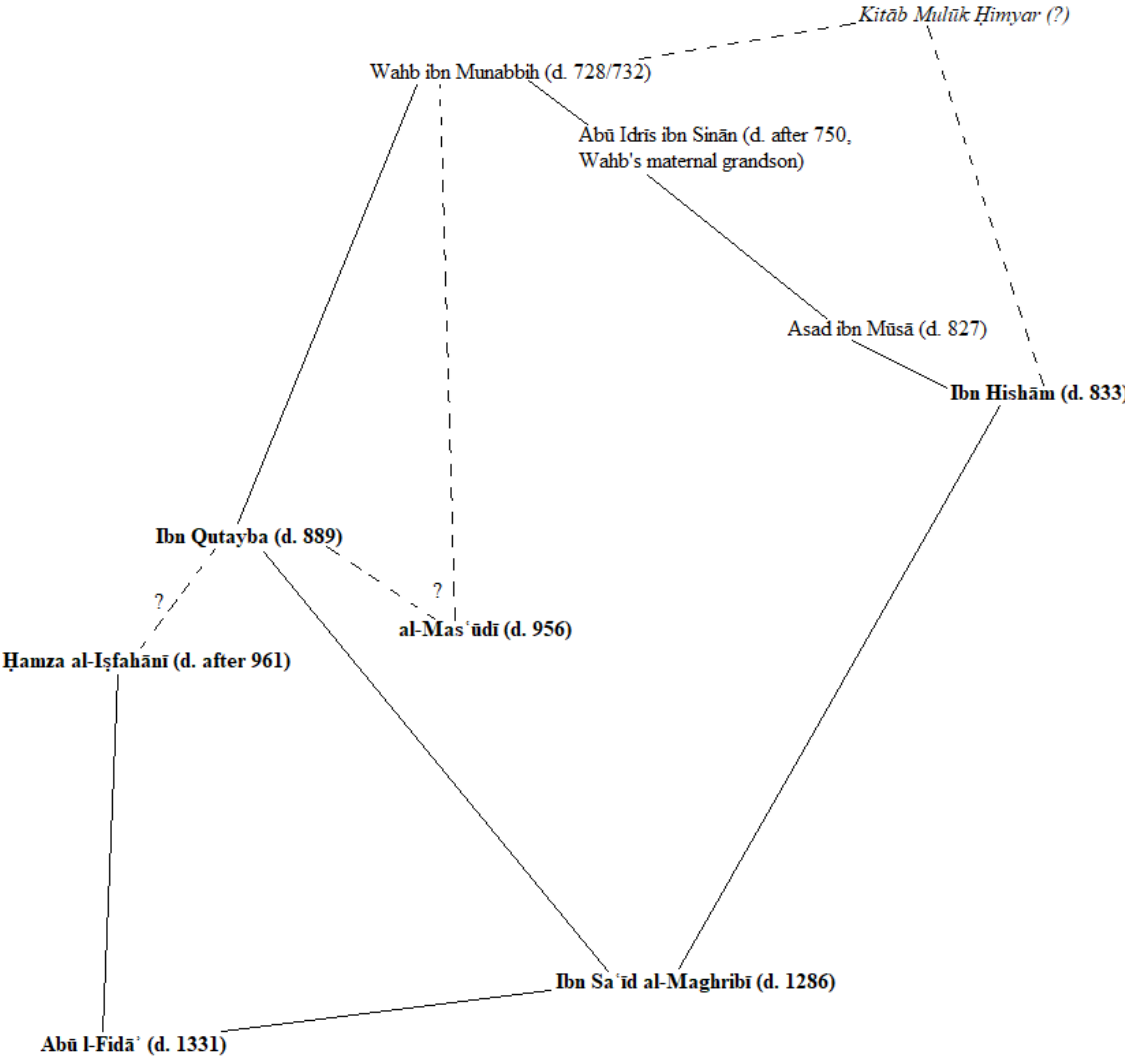 Kitāb Mulūk Ḥimyar (?)
Wahb ibn Munabbih (d. 728/732)
Abū Idrīs ibn Sinān (d. after 750,
Wahb's maternal grandson)
Asad ibn Mūsā (d. 827)
Ibn Hishām (d. 833)
Ibn Qutayba (d. 889)
?
?
al-Masʿūdī (d. 956)
Ḥamza al-Iṣfahānī (d. after 961)
Ibn Saʿīd al-Maghribī (d. 1286)
Abū l-Fidāʾ (d. 1331)